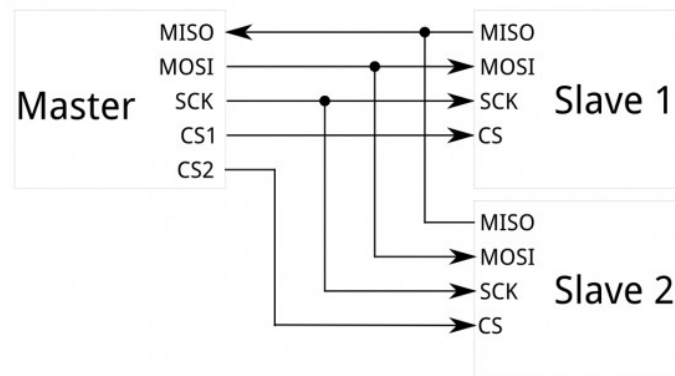 MISO
MOSI
Master
SCK
CS1
CS2
MISO
MOSI
Slave 1
SCK
CS
MISO
MOSI
Slave 2
SCK
CS